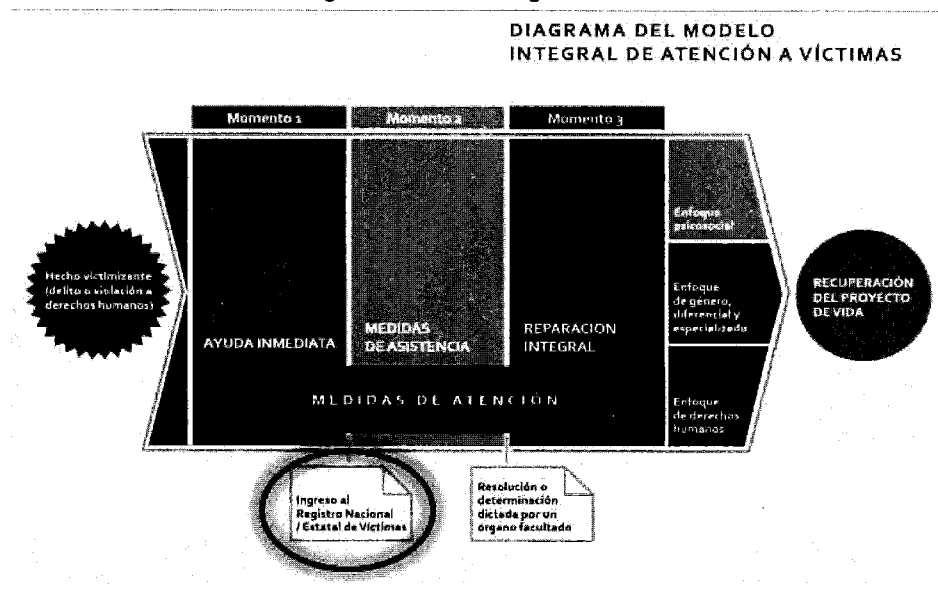 DIAGRAMA DEL MODELO
INTEGRAL DE ATENCIÓN A VÍCTIMAS
Momento 1
Momento 2
Momento 3
Hecho victimizante
(delito o violación a
derechos humanos)
AYUDA INMEDIATA
MEDIDAS
DE ASISTENCIA
REPARACION
INTEGRAL
MEDIDAS DE ATENCIÓN
Enfoque
psicosocial
Enfoque
de género,
diferencial y
especializado
Enfoque
de derechos
humanos
RECUPERACIÓN
DEL PROYECTO
DE VIDA
Ingreso al
Registro Nacional
/ Estatal de Víctimas
Resolución o
determinación
dictada por un
órgano facultado